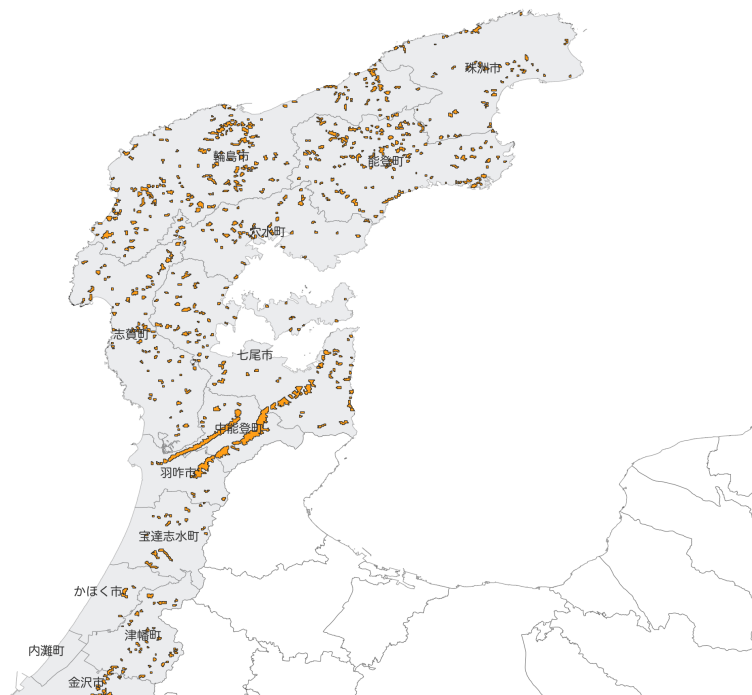 珠洲市
輪島市
能登町
穴水町
志賀町
七尾市
中能登町
羽咋市
宝達志水町
かほく市
津幡町
内灘町
金沢市